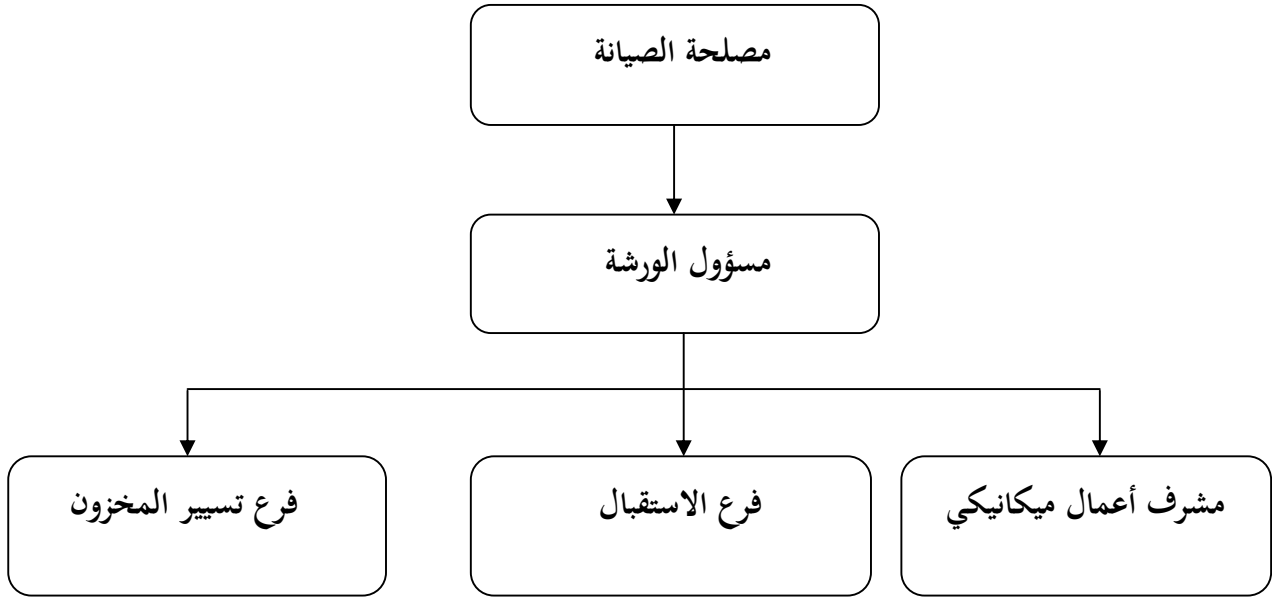 مصلحة الصيانة
مسؤول الورشة
مشرف أعمال ميكانيكي
فرع الاستقبال
فرع تسيير المخزون